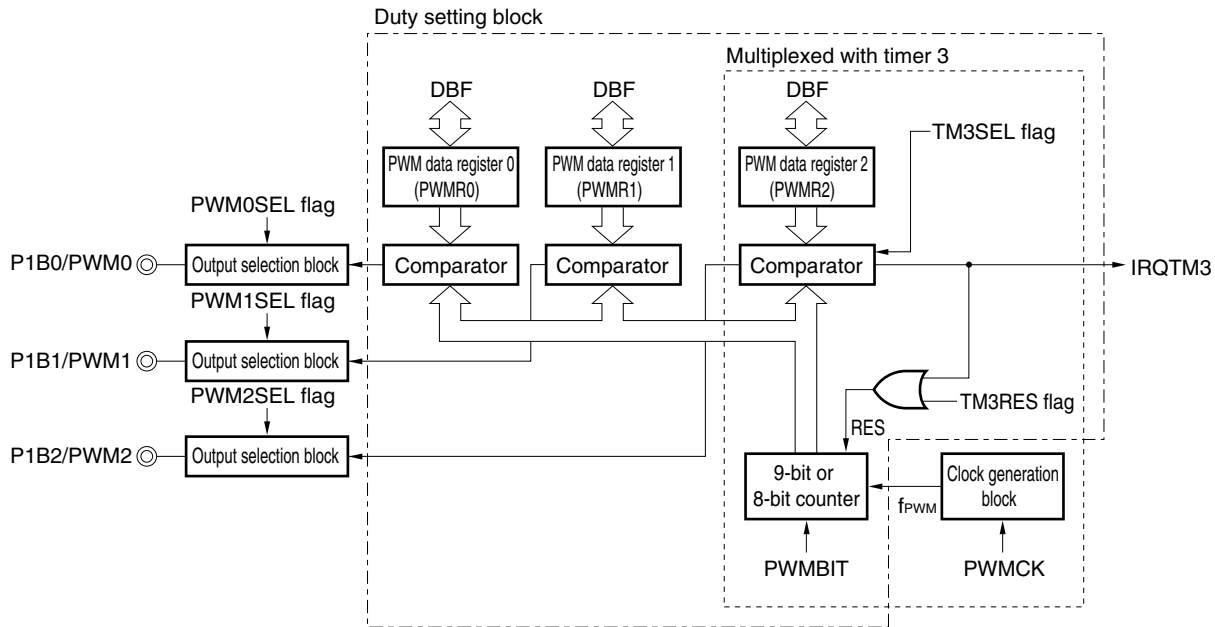 Duty setting block
Multiplexed with timer 3
DBF
DBF
DBF
TM3SEL flag
PWM data register 0
(PWMR0)
PWM data register 1
(PWMR1)
PWM data register 2
(PWMR2)
PWM0SEL flag
P1B0/PWM0
Output selection block
Comparator
Comparator
Comparator
IRQTM3
PWM1SEL flag
P1B1/PWM1
Output selection block
PWM2SEL flag
TM3RES flag
RES
P1B2/PWM2
Output selection block
9-bit or
8-bit counter
fPWM
Clock generation
block
PWMBIT
PWMCK